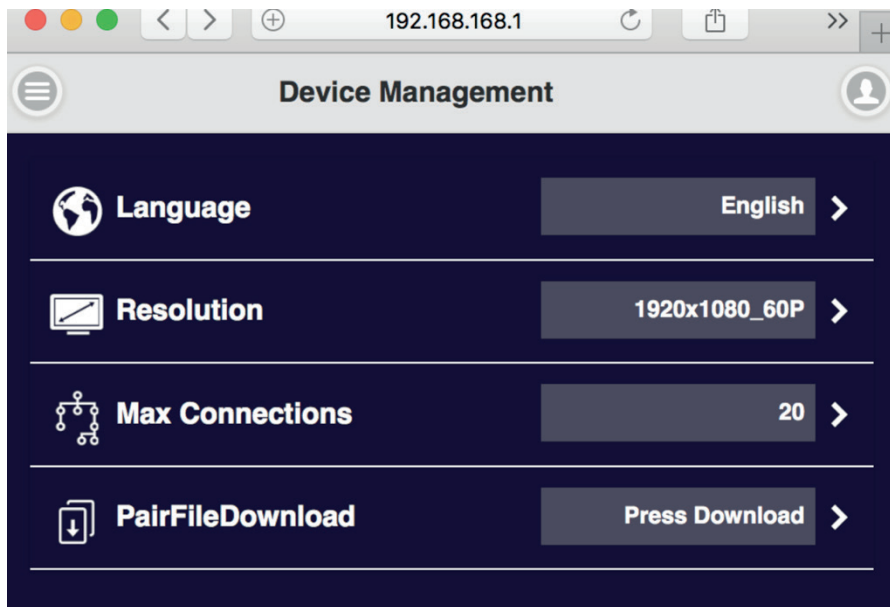 192.168.168.1
Device Management
Language English
Resolution 1920x1080_60P
Max Connections 20
PairFileDownload Press Download